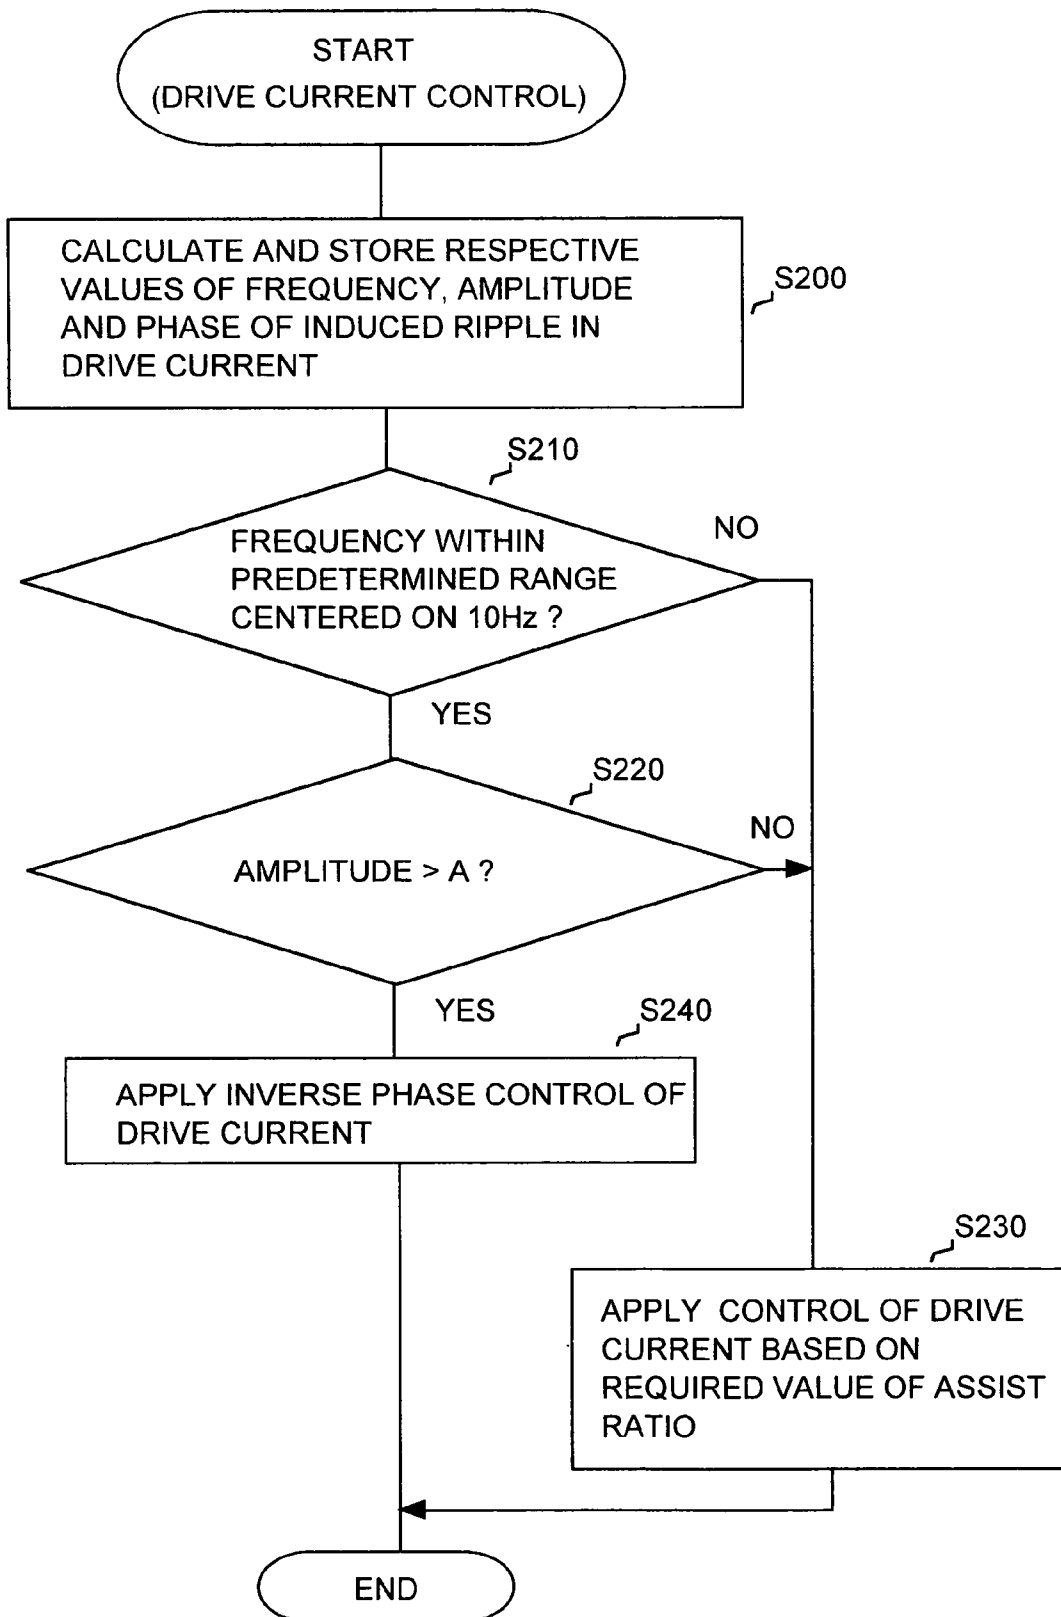 START
(DRIVE CURRENT CONTROL)
CALCULATE AND STORE RESPECTIVE
VALUES OF FREQUENCY, AMPLITUDE
AND PHASE OF INDUCED RIPPLE IN
DRIVE CURRENT
S200
S210
FREQUENCY WITHIN
PREDETERMINED RANGE
CENTERED ON 10Hz ?
NO
YES
S220
AMPLITUDE > A ?
NO
YES
S240
APPLY INVERSE PHASE CONTROL OF
DRIVE CURRENT
S230
APPLY CONTROL OF DRIVE
CURRENT BASED ON
REQUIRED VALUE OF ASSIST
RATIO
END